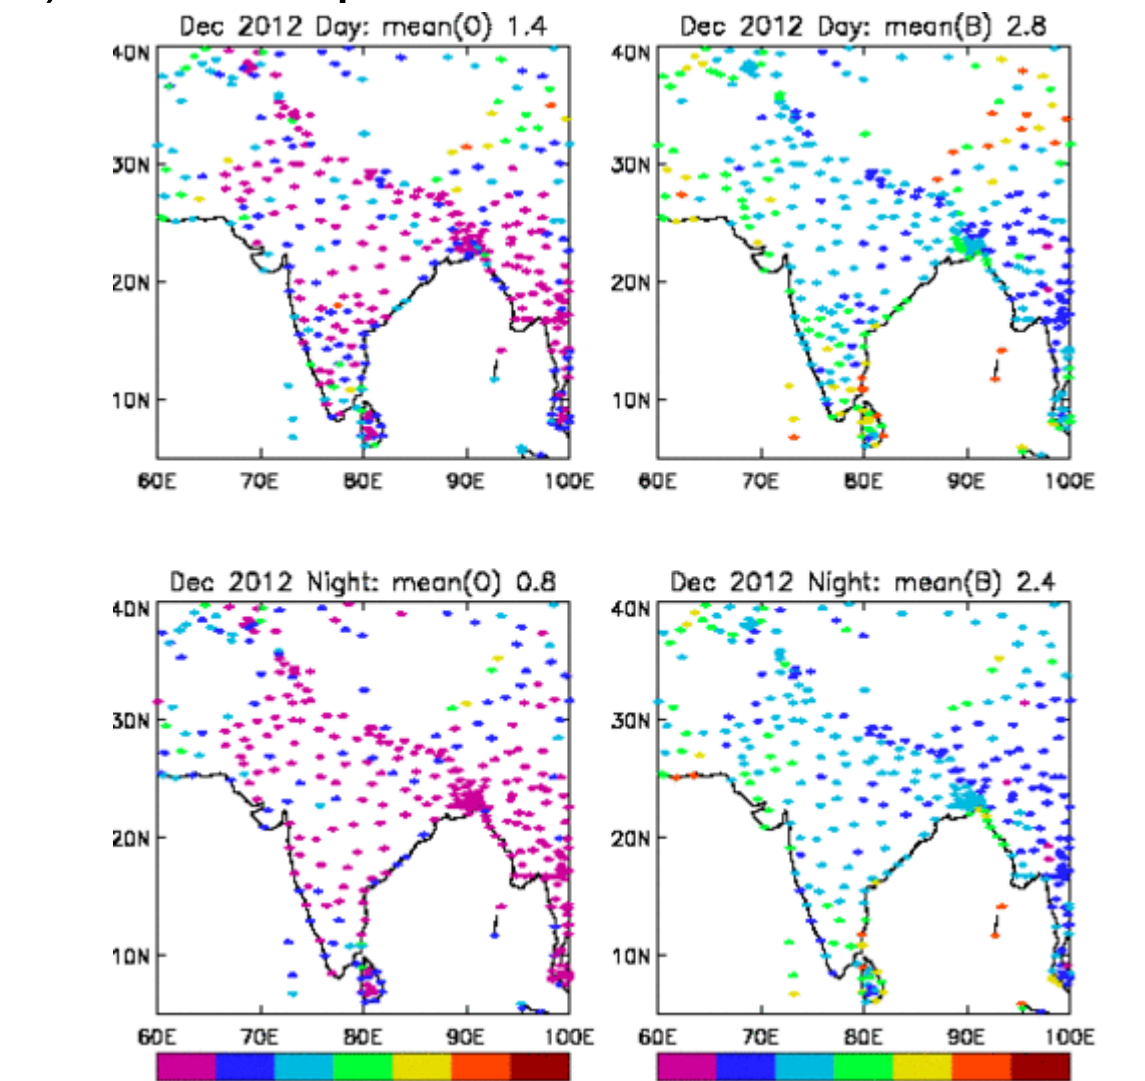 Dec 2012 Day: mean(O) 1.4
40N
30N
20N
10N
60E 70E 80E 90E 100E
Dec 2012 Day: mean(B) 2.8
40N
30N
20N
10N
60E 70E 80E 90E 100E
Dec 2012 Night: mean(O) 0.8
40N
30N
20N
10N
60E 70E 80E 90E 100E
Dec 2012 Night: mean(B) 2.4
40N
30N
20N
10N
60E 70E 80E 90E 100E